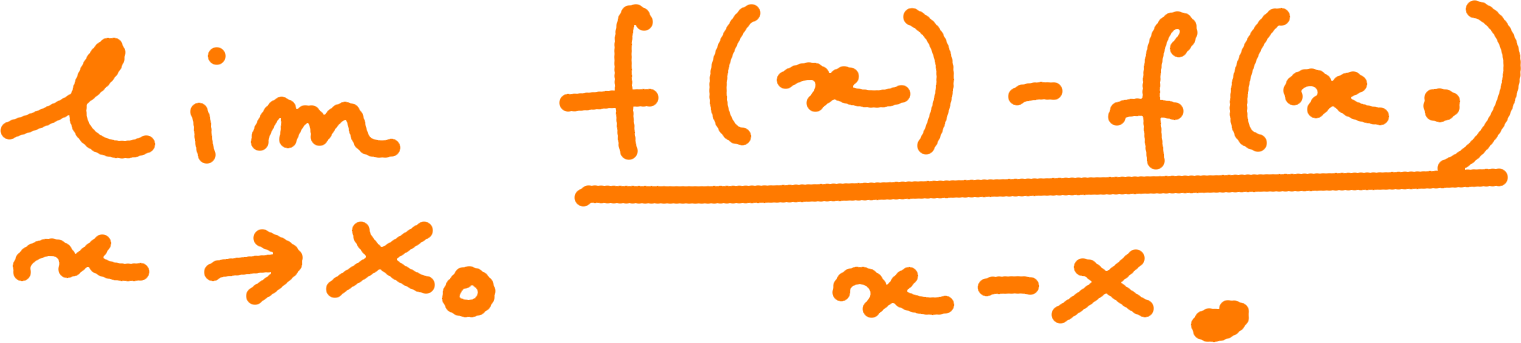 lim f(x) - f(x₀)
x → x₀ x - x₀